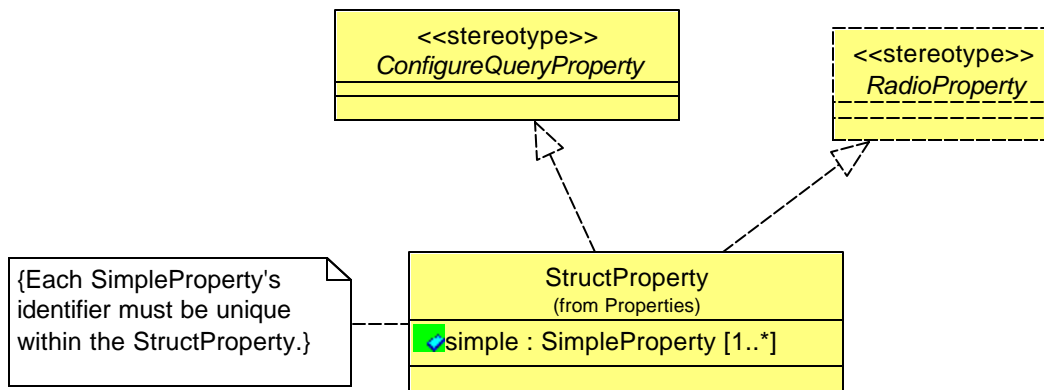 <<stereotype>>
ConfigureQueryProperty
<<stereotype>>
RadioProperty
{Each SimpleProperty's
identifier must be unique
within the StructProperty.}
StructProperty
(from Properties)
simple : SimpleProperty [1..*]